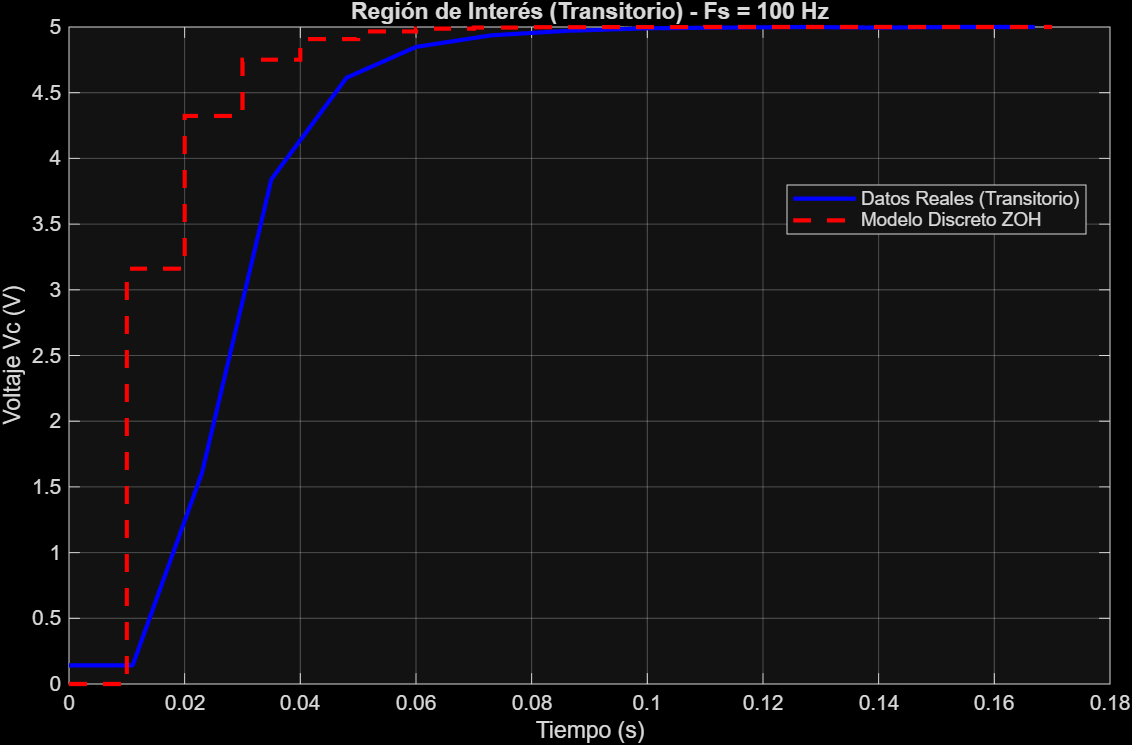 Región de Interés (Transitorio) - Fs = 100 Hz
5
4.5
4
3.5
3
2.5
2
1.5
1
0.5
0
Voltaje Vc (V)
Datos Reales (Transitorio)
Modelo Discreto ZOH
0 0.02 0.04 0.06 0.08 0.1 0.12 0.14 0.16 0.18
Tiempo (s)